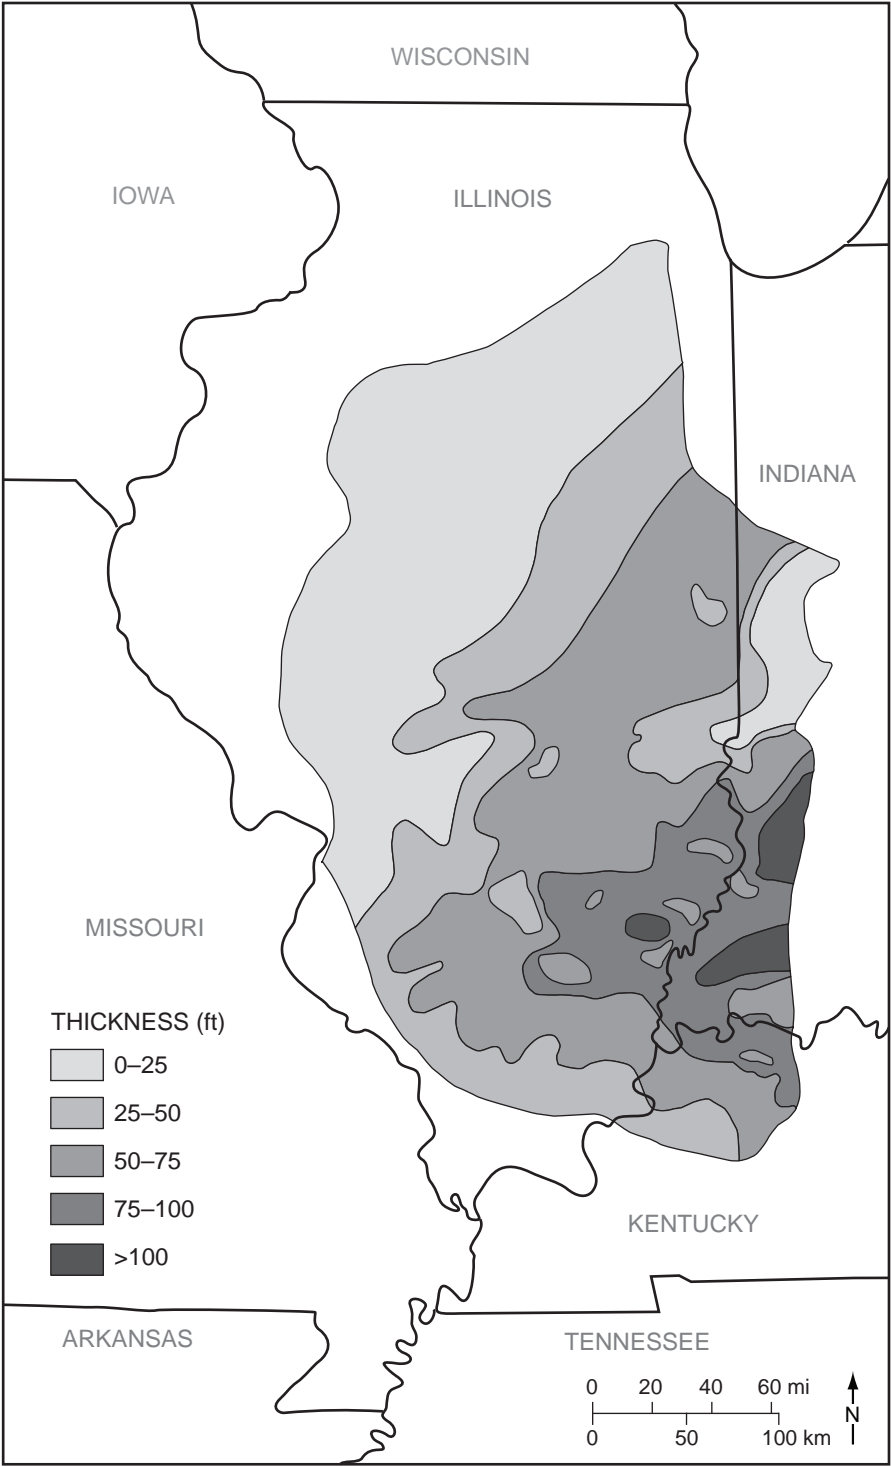 WISCONSIN
IOWA
ILLINOIS
INDIANA
MISSOURI
THICKNESS (ft)
0–25
25–50
50–75
75–100
>100
KENTUCKY
ARKANSAS
TENNESSEE
0 20 40 60 mi
0 50 100 km
N